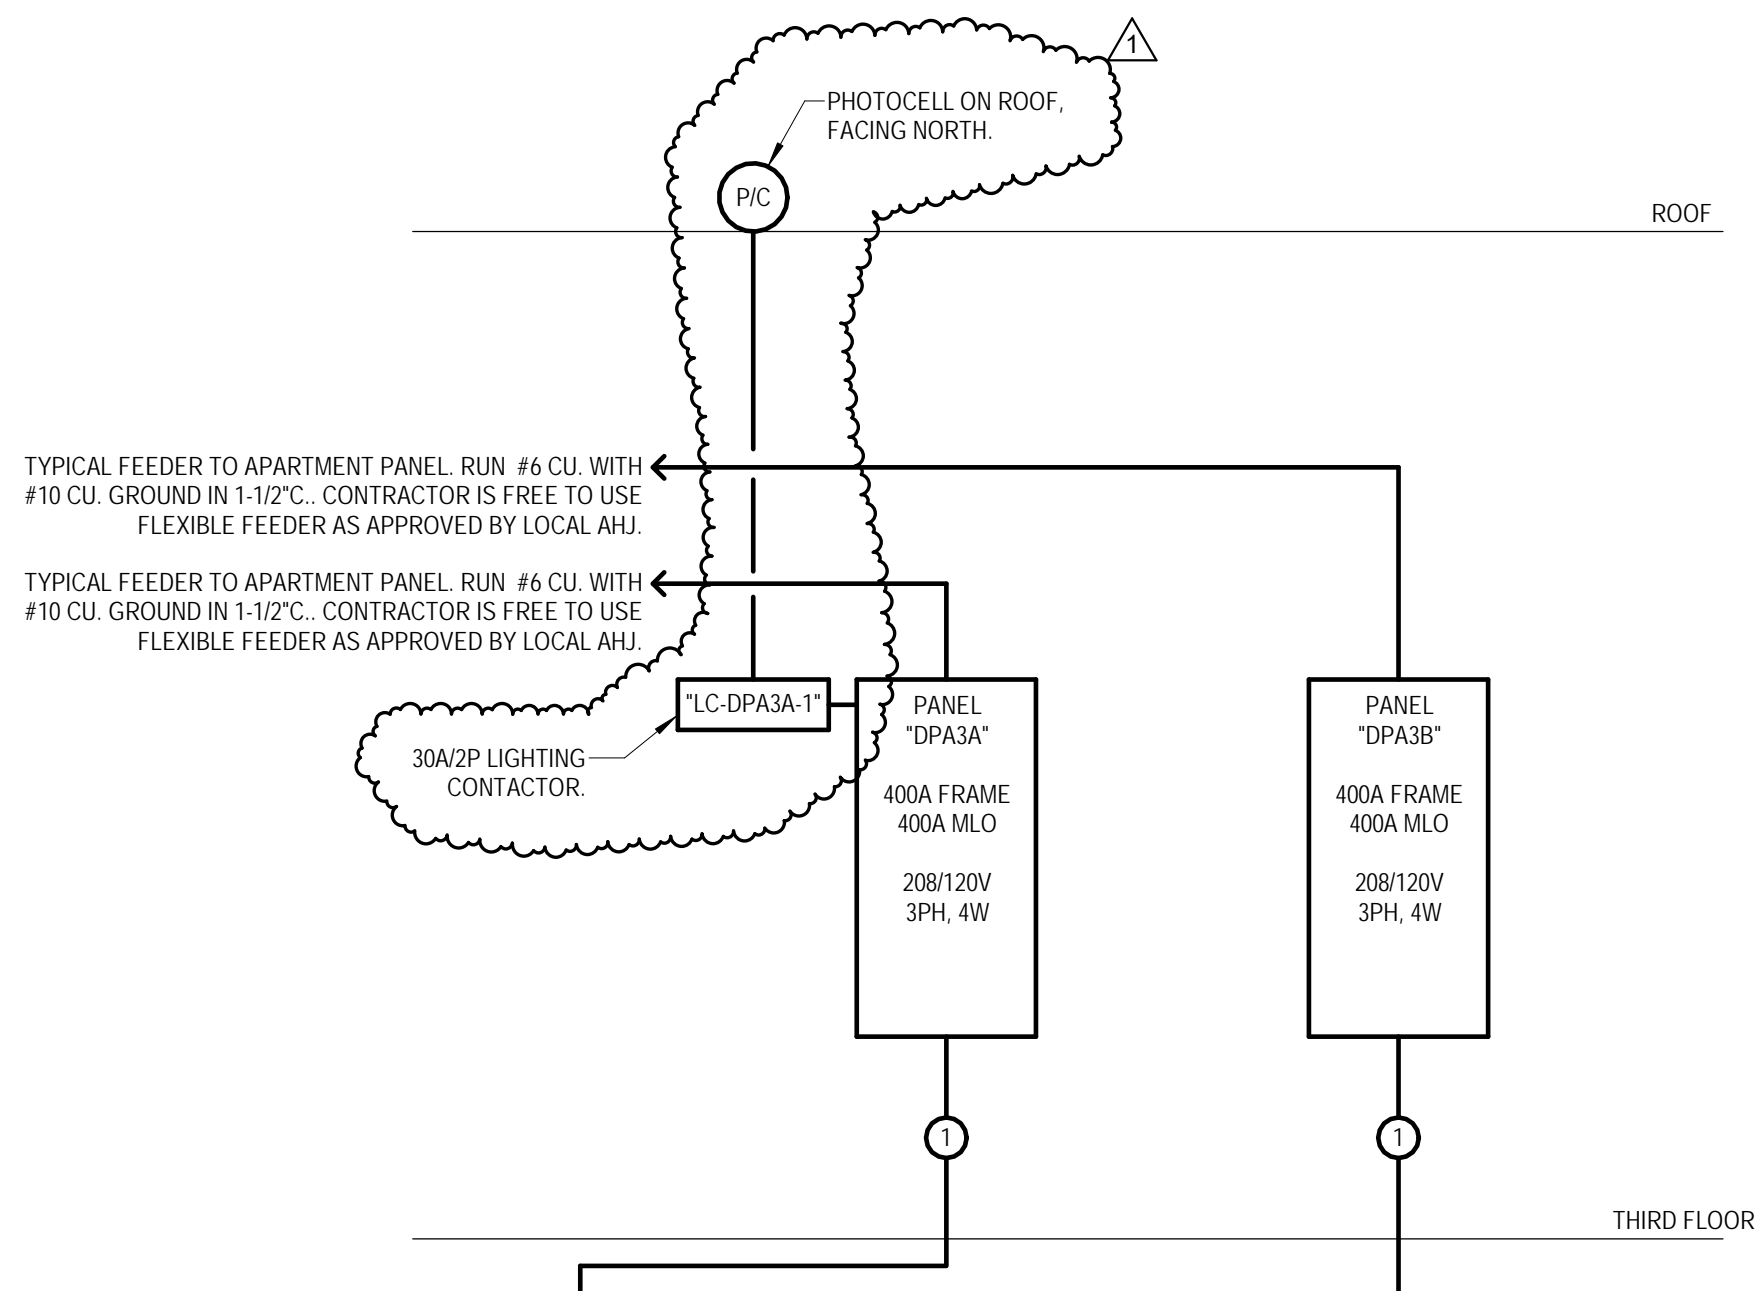 1
PHOTOCELL ON ROOF,
FACING NORTH.
P/C
ROOF
TYPICAL FEEDER TO APARTMENT PANEL. RUN #6 CU. WITH
#10 CU. GROUND IN 1-1/2"C.. CONTRACTOR IS FREE TO USE
FLEXIBLE FEEDER AS APPROVED BY LOCAL AHJ.
TYPICAL FEEDER TO APARTMENT PANEL. RUN #6 CU. WITH
#10 CU. GROUND IN 1-1/2"C.. CONTRACTOR IS FREE TO USE
FLEXIBLE FEEDER AS APPROVED BY LOCAL AHJ.
"LC-DPA3A-1"
30A/2P LIGHTING
CONTACTOR.
PANEL
"DPA3A"
400A FRAME
400A MLO
208/120V
3PH, 4W
PANEL
"DPA3B"
400A FRAME
400A MLO
208/120V
3PH, 4W
1
1
THIRD FLOOR